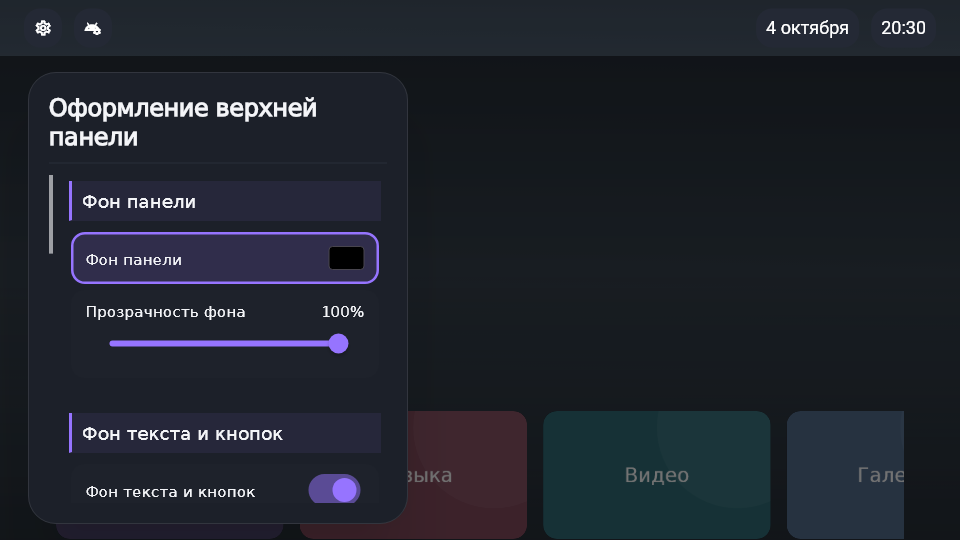 4 октября
20:30
Оформление верхней
панели
Фон панели
Фон панели
Прозрачность фона
100%
Фон текста и кнопок
Фон текста и кнопок
Видео